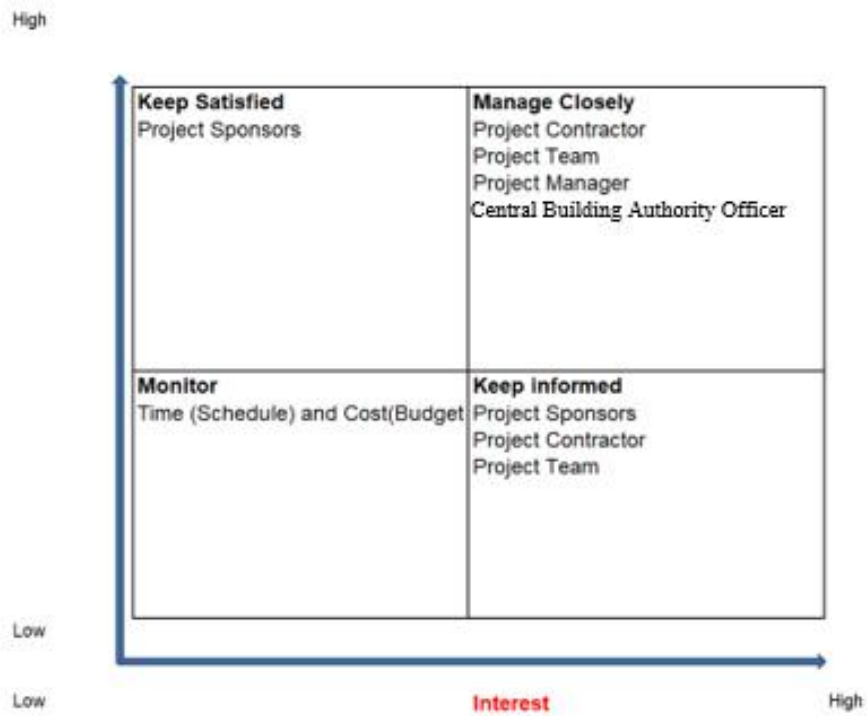 High
Keep Satisfied
Project Sponsors
Manage Closely
Project Contractor
Project Team
Project Manager
Central Building Authority Officer
Monitor
Time (Schedule) and Cost(Budget
Keep informed
Project Sponsors
Project Contractor
Project Team
Low
Low
Interest
High